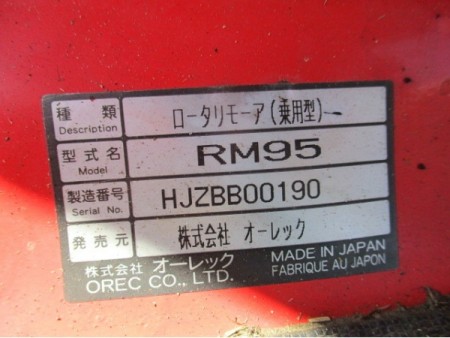 種類 ロータリモーア(乗用型)
Description
型式名 RM95
Model
製造番号 HJZBB00190
Serial No.
発売元 株式会社 オーレック
株式会社 オーレック MADE IN JAPAN
OREC CO., LTD. FABRIQUE AU JAPON